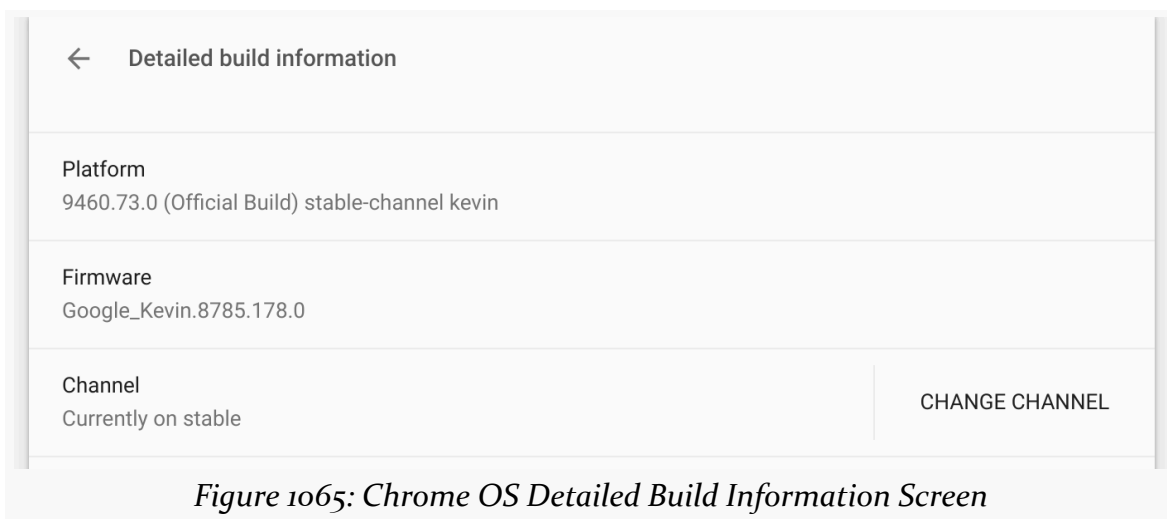 Detailed build information
Platform
9460.73.0 (Official Build) stable-channel kevin
Firmware
Google_Kevin.8785.178.0
Channel
Currently on stable
CHANGE CHANNEL
Figure 1065: Chrome OS Detailed Build Information Screen